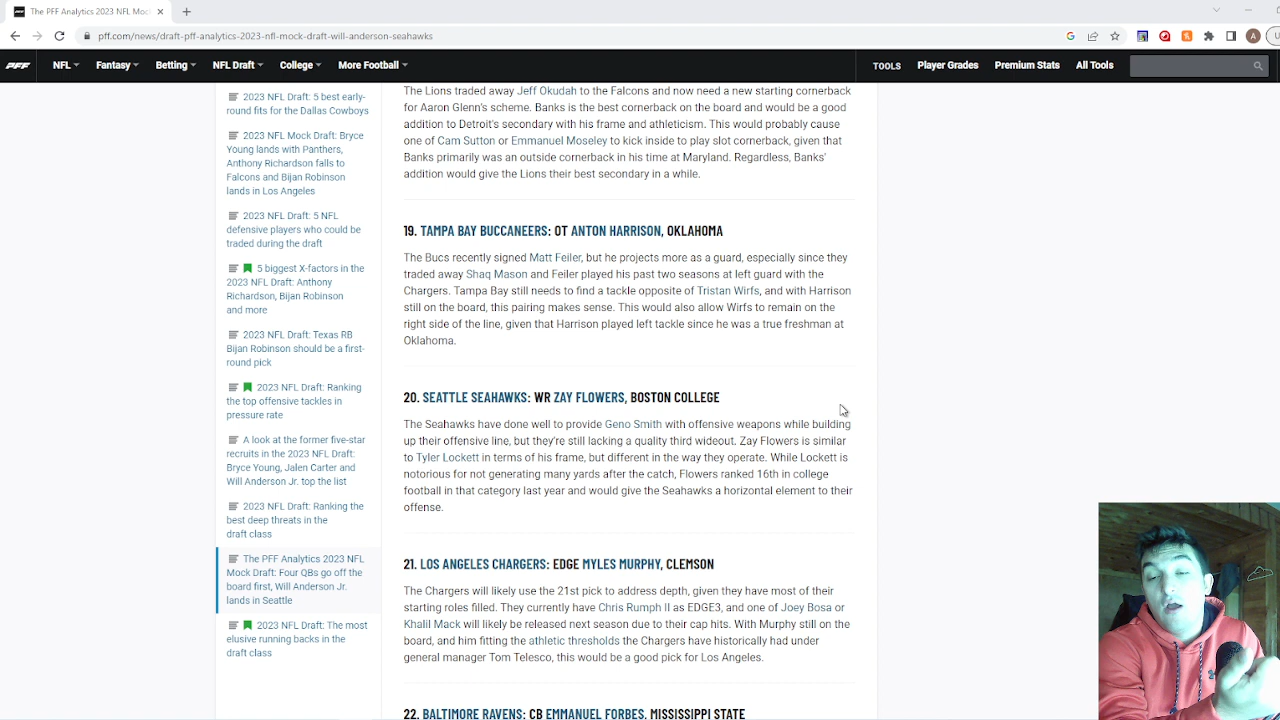 The PFF Analytics 2023 NFL Moc
pff.com/news/draft-pff-analytics-2023-nfl-mock-draft-will-anderson-seahawks
A
PFF
NFL
Fantasy
Betting
NFL Draft
College
More Football
TOOLS
Player Grades
Premium Stats
All Tools
2023 NFL Draft: 5 best early-
round fits for the Dallas Cowboys
2023 NFL Mock Draft: Bryce
Young lands with Panthers,
Anthony Richardson falls to
Falcons and Bijan Robinson
lands in Los Angeles
2023 NFL Draft: 5 NFL
defensive players who could be
traded during the draft
5 biggest X-factors in the
2023 NFL Draft: Anthony
Richardson, Bijan Robinson
and more
2023 NFL Draft: Texas RB
Bijan Robinson should be a first-
round pick
2023 NFL Draft: Ranking
the top offensive tackles in
pressure rate
A look at the former five-star
recruits in the 2023 NFL Draft:
Bryce Young, Jalen Carter and
Will Anderson Jr. top the list
2023 NFL Draft: Ranking the
best deep threats in the
draft class
The PFF Analytics 2023 NFL
Mock Draft: Four QBs go off the
board first, Will Anderson Jr.
lands in Seattle
2023 NFL Draft: The most
elusive running backs in the
draft class
The Lions traded away Jeff Okudah to the Falcons and now need a new starting cornerback
for Aaron Glenn's scheme. Banks is the best cornerback on the board and would be a good
addition to Detroit's secondary with his frame and athleticism. This would probably cause
one of Cam Sutton or Emmanuel Moseley to kick inside to play slot cornerback, given that
Banks primarily was an outside cornerback in his time at Maryland. Regardless, Banks'
addition would give the Lions their best secondary in a while.
19. TAMPA BAY BUCCANEERS: OT ANTON HARRISON, OKLAHOMA
The Bucs recently signed Matt Feiler, but he projects more as a guard, especially since they
traded away Shaq Mason and Feiler played his past two seasons at left guard with the
Chargers. Tampa Bay still needs to find a tackle opposite of Tristan Wirfs, and with Harrison
still on the board, this pairing makes sense. This would also allow Wirfs to remain on the
right side of the line, given that Harrison played left tackle since he was a true freshman at
Oklahoma.
20. SEATTLE SEAHAWKS: WR ZAY FLOWERS, BOSTON COLLEGE
The Seahawks have done well to provide Geno Smith with offensive weapons while building
up their offensive line, but they're still lacking a quality third wideout. Zay Flowers is similar
to Tyler Lockett in terms of his frame, but different in the way they operate. While Lockett is
notorious for not generating many yards after the catch, Flowers ranked 16th in college
football in that category last year and would give the Seahawks a horizontal element to their
offense.
21. LOS ANGELES CHARGERS: EDGE MYLES MURPHY, CLEMSON
The Chargers will likely use the 21st pick to address depth, given they have most of their
starting roles filled. They currently have Chris Rumph II as EDGE3, and one of Joey Bosa or
Khalil Mack will likely be released next season due to their cap hits. With Murphy still on the
board, and him fitting the athletic thresholds the Chargers have historically had under
general manager Tom Telesco, this would be a good pick for Los Angeles.
22. BALTIMORE RAVENS: CB EMMANUEL FORBES, MISSISSIPPI STATE